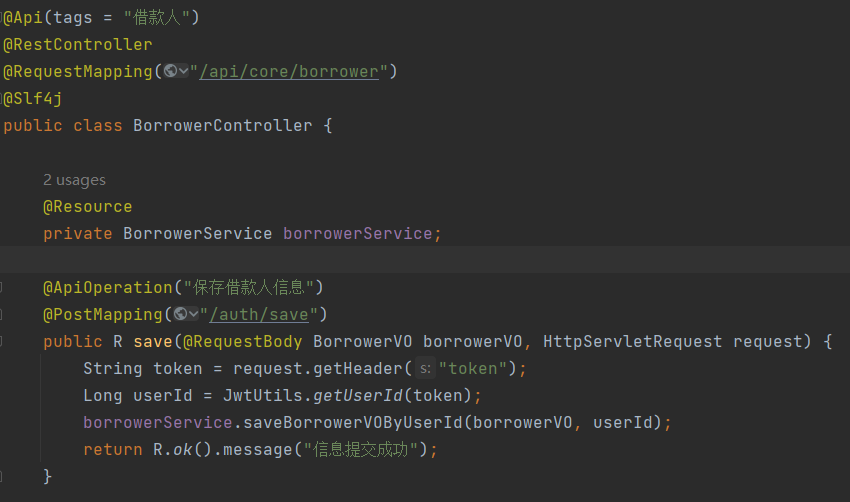 @Api(tags = "借款人")
@RestController
@RequestMapping("/api/core/borrower")
@Slf4j
public class BorrowerController {
2 usages
@Resource
private BorrowerService borrowerService;
@ApiOperation("保存借款人信息")
@PostMapping("/auth/save")
public R save(@RequestBody BorrowerVO borrowerVO, HttpServletRequest request) {
String token = request.getHeader( s: "token");
Long userId = JwtUtils.getUserId(token);
borrowerService.saveBorrowerVOByUserId(borrowerVO, userId);
return R.ok().message("信息提交成功");
}